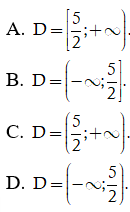 A. D = [5/2; +∞).
B. D = (-∞; 5/2].
C. D = (5/2; +∞).
D. D = (-∞; 5/2).